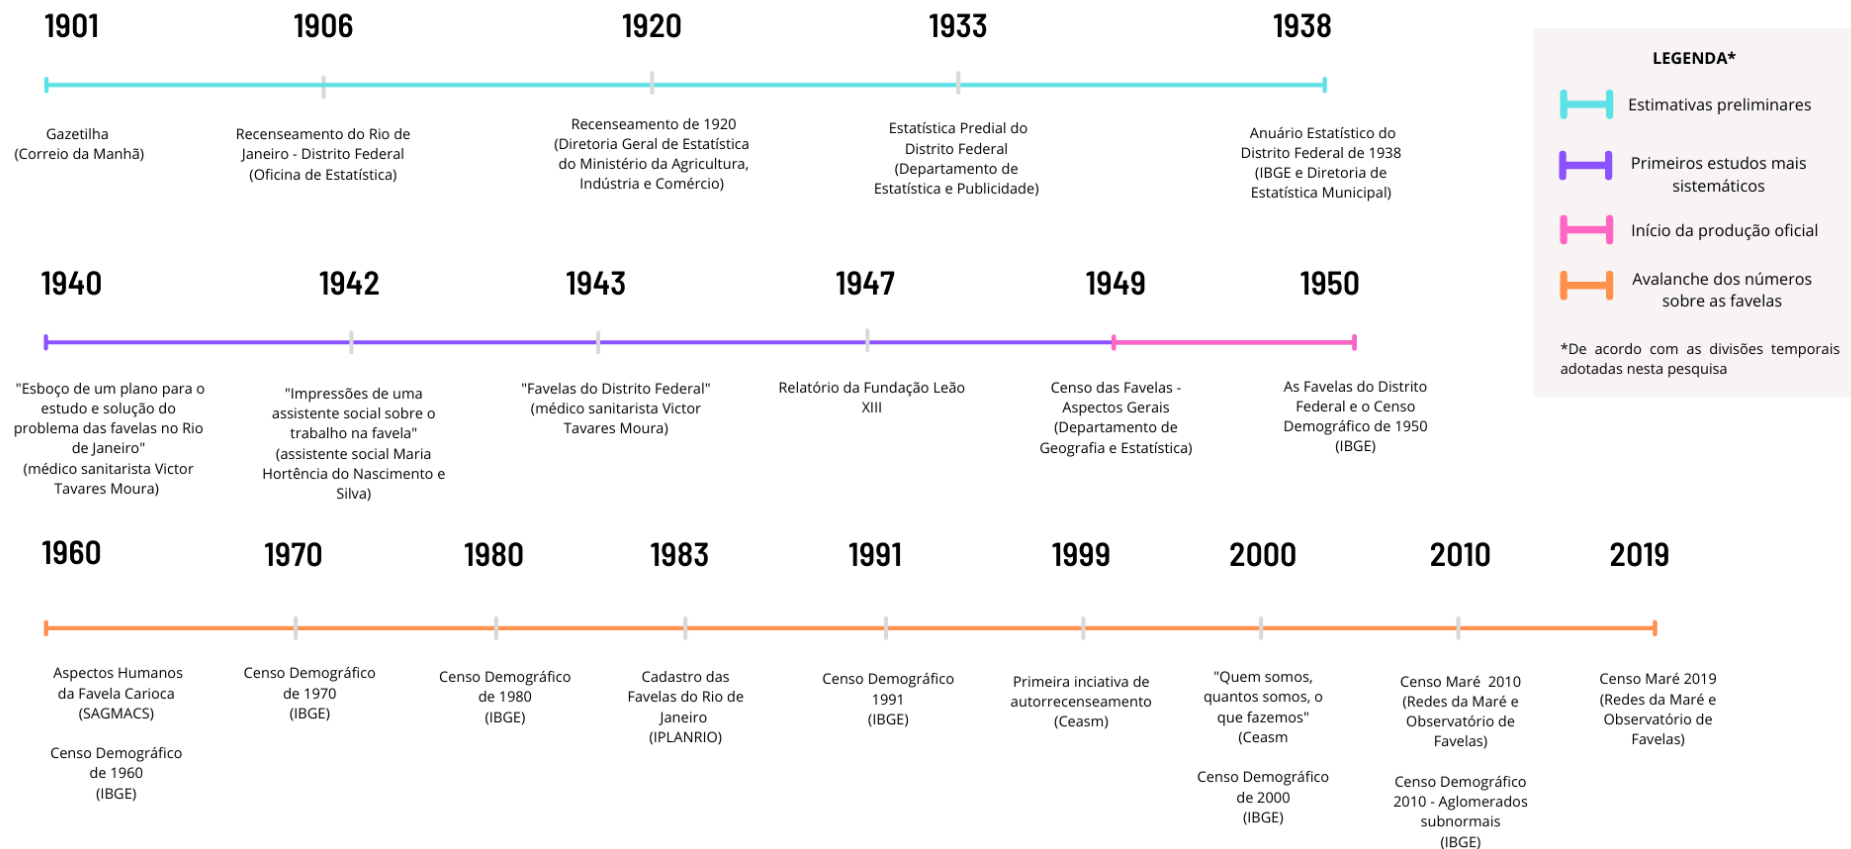 1901
Gazetilha
(Correio da Manhã)
1906
Recenseamento do Rio de
Janeiro - Distrito Federal
(Oficina de Estatística)
1920
Recenseamento de 1920
(Diretoria Geral de Estatística
do Ministério da Agricultura,
Indústria e Comércio)
1933
Estatística Predial do
Distrito Federal
(Departamento de
Estatística e Publicidade)
1938
Anuário Estatístico do
Distrito Federal de 1938
(IBGE e Diretoria de
Estatística Municipal)
LEGENDA*
Estimativas preliminares
Primeiros estudos mais
sistemáticos
Início da produção oficial
Avalanche dos números
sobre as favelas
*De acordo com as divisões temporais
adotadas nesta pesquisa
1940
"Esboço de um plano para o
estudo e solução do
problema das favelas no Rio
de Janeiro"
(médico sanitarista Victor
Tavares Moura)
1942
"Impressões de uma
assistente social sobre o
trabalho na favela"
(assistente social Maria
Hortência do Nascimento e
Silva)
1943
"Favelas do Distrito Federal"
(médico sanitarista Victor
Tavares Moura)
1947
Relatório da Fundação Leão
XIII
1949
Censo das Favelas -
Aspectos Gerais
(Departamento de
Geografia e Estatística)
1950
As Favelas do Distrito
Federal e o Censo
Demográfico de 1950
(IBGE)
1960
Aspectos Humanos
da Favela Carioca
(SAGMACS)
Censo Demográfico
de 1960
(IBGE)
1970
Censo Demográfico
de 1970
(IBGE)
1980
Censo Demográfico
de 1980
(IBGE)
1983
Cadastro das
Favelas do Rio de
Janeiro
(IPLANRIO)
1991
Censo Demográfico
1991
(IBGE)
1999
Primeira inciativa de
autorrecenseamento
(Ceasm)
2000
"Quem somos,
quantos somos, o
que fazemos"
(Ceasm
Censo Demográfico
de 2000
(IBGE)
2010
Censo Maré 2010
(Redes da Maré e
Observatório de
Favelas)
Censo Demográfico
2010 - Aglomerados
subnormais
(IBGE)
2019
Censo Maré 2019
(Redes da Maré e
Observatório de
Favelas)